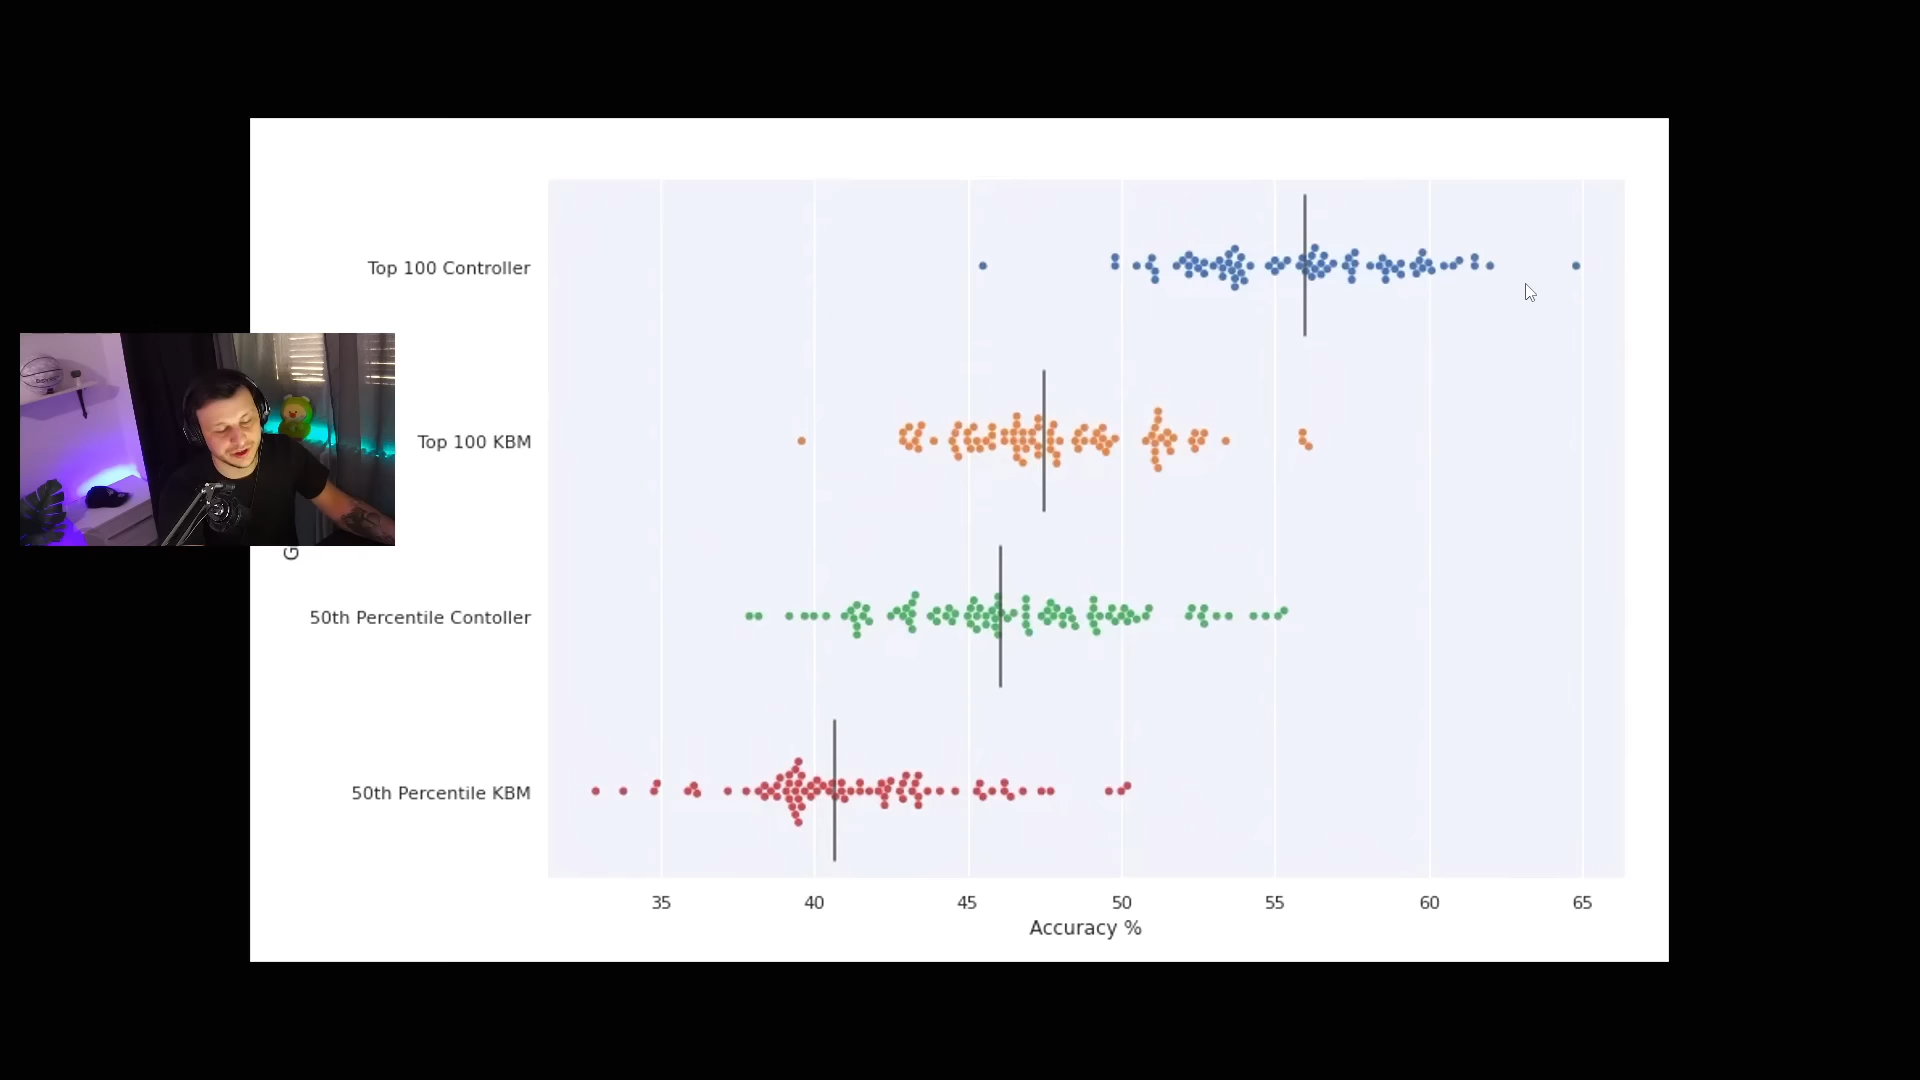 Top 100 Controller
Top 100 KBM
G
50th Percentile Contoller
50th Percentile KBM
35 40 45 50 55 60 65
Accuracy %